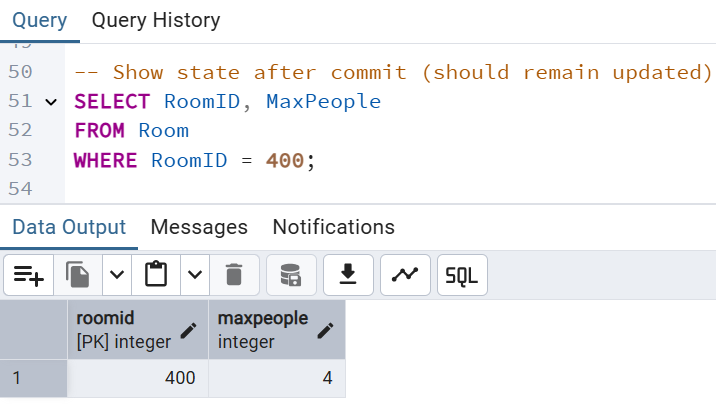 Query Query History
50 -- Show state after commit (should remain updated)
51 SELECT RoomID, MaxPeople
52 FROM Room
53 WHERE RoomID = 400;
54
Data Output Messages Notifications
SQL
roomid maxpeople
[PK] integer integer
1 400 4